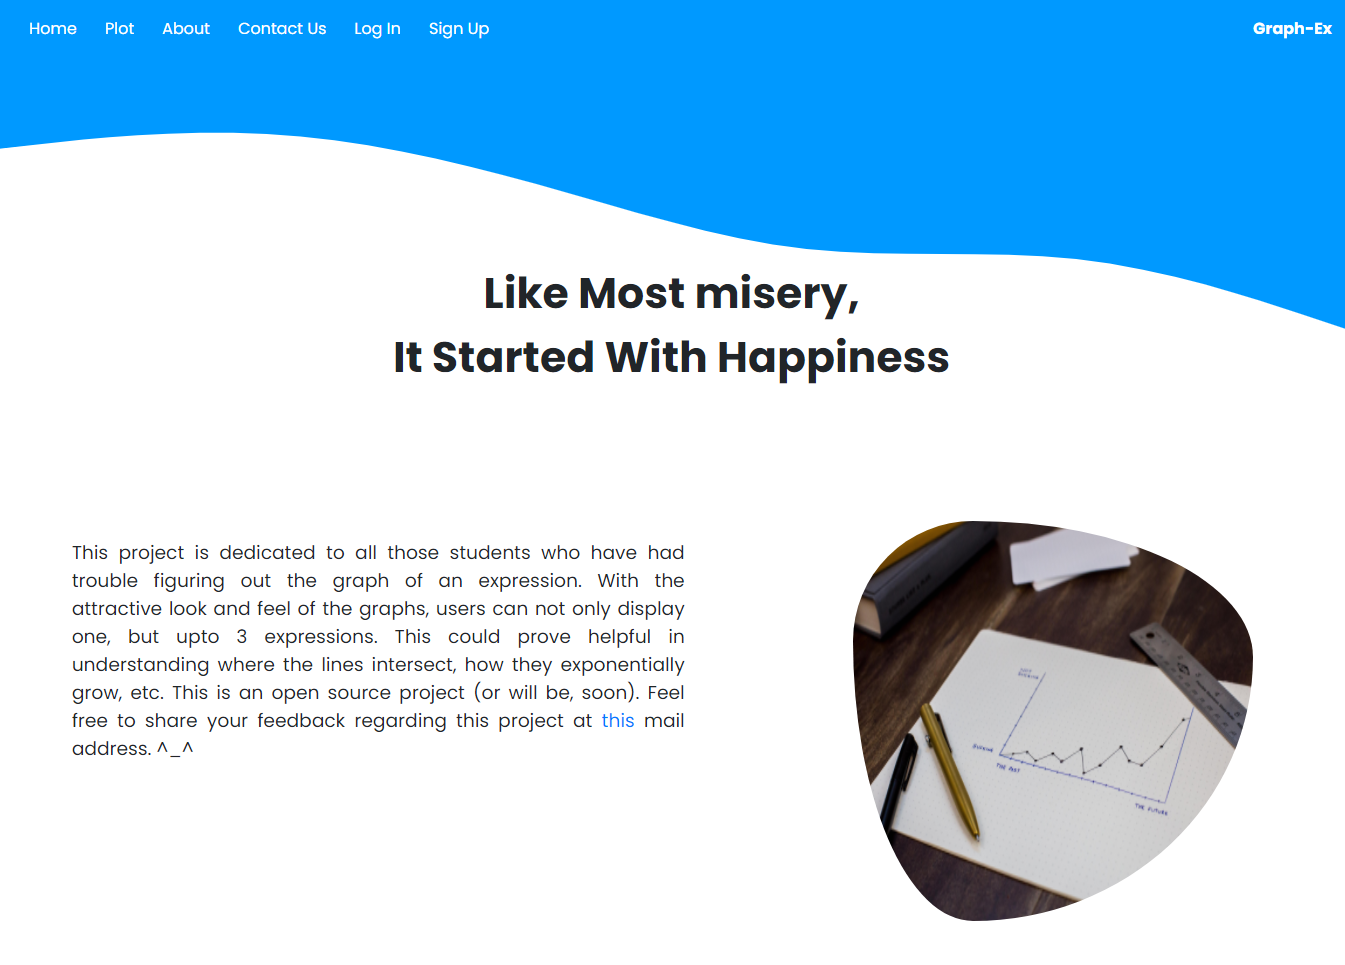 Home Plot About Contact Us Log In Sign Up Graph-Ex
Like Most misery,
It Started With Happiness
This project is dedicated to all those students who have had
trouble figuring out the graph of an expression. With the
attractive look and feel of the graphs, users can not only display
one, but upto 3 expressions. This could prove helpful in
understanding where the lines intersect, how they exponentially
grow, etc. This is an open source project (or will be, soon). Feel
free to share your feedback regarding this project at this mail
address. ^_^
THE PAST
THE FUTURE